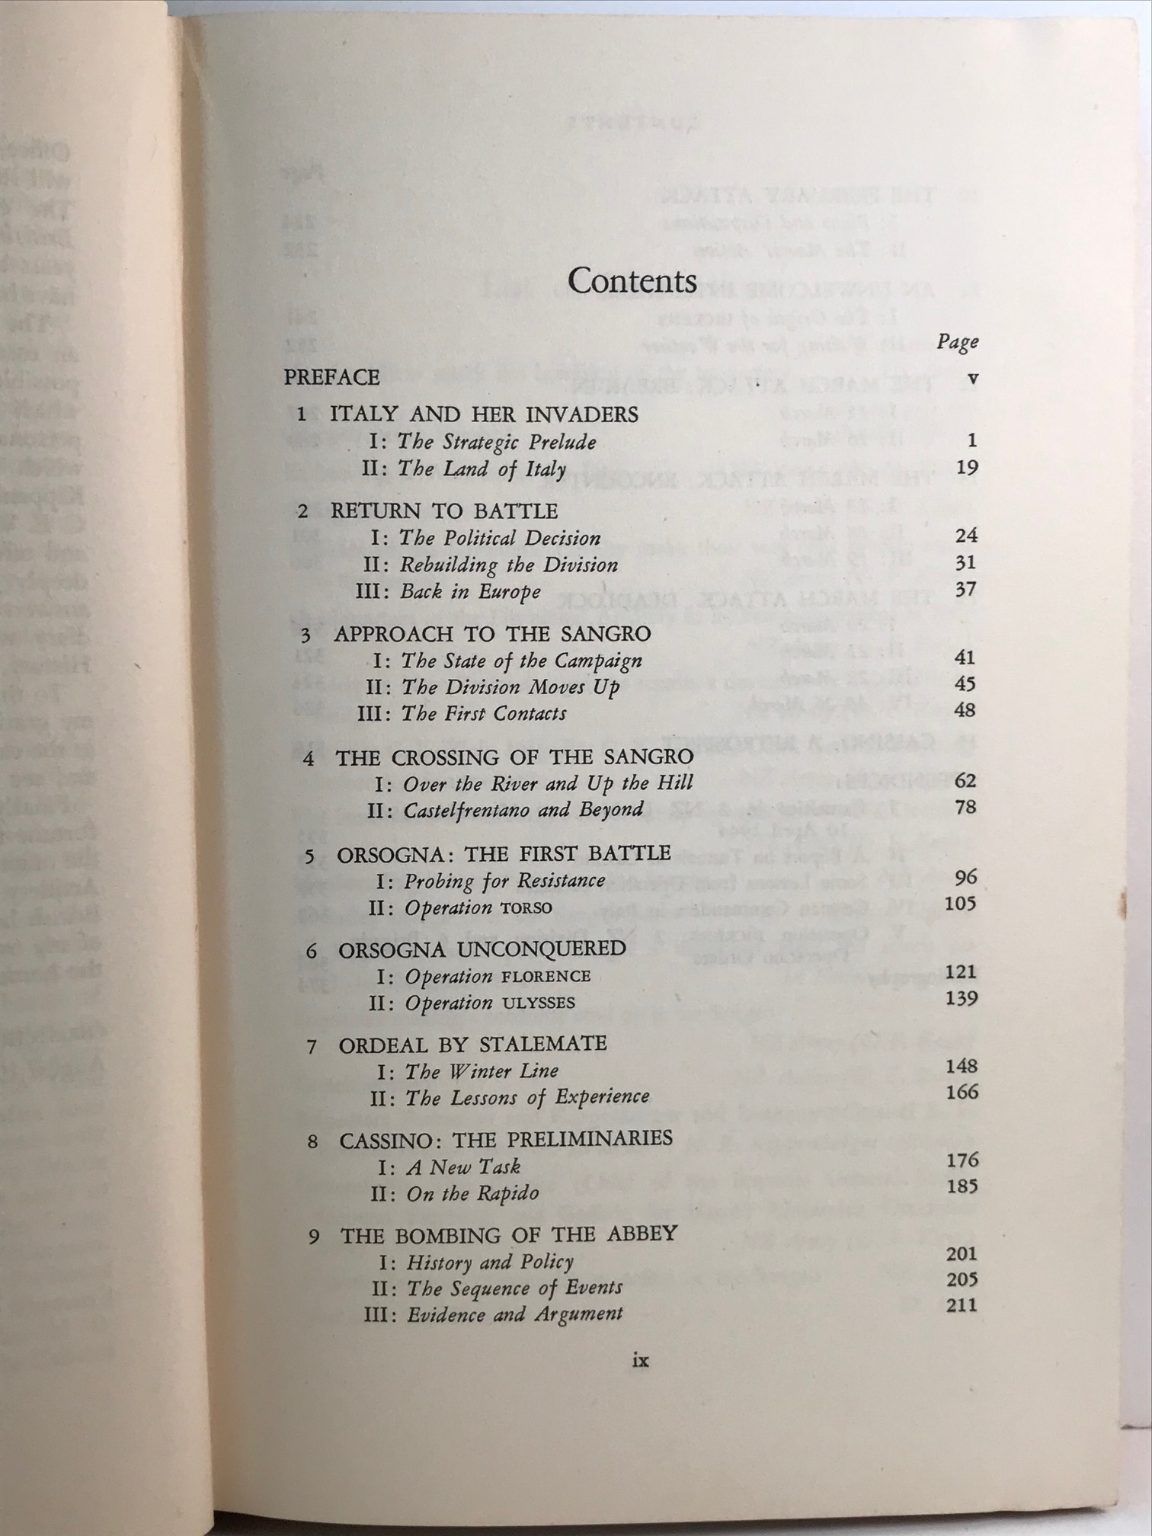 Contents
Page
PREFACE v
1 ITALY AND HER INVADERS
I: The Strategic Prelude 1
II: The Land of Italy 19
2 RETURN TO BATTLE
I: The Political Decision 24
II: Rebuilding the Division 31
III: Back in Europe 37
3 APPROACH TO THE SANGRO
I: The State of the Campaign 41
II: The Division Moves Up 45
III: The First Contacts 48
4 THE CROSSING OF THE SANGRO
I: Over the River and Up the Hill 62
II: Castelfrentano and Beyond 78
5 ORSOGNA: THE FIRST BATTLE
I: Probing for Resistance 96
II: Operation TORSO 105
6 ORSOGNA UNCONQUERED
I: Operation FLORENCE 121
II: Operation ULYSSES 139
7 ORDEAL BY STALEMATE
I: The Winter Line 148
II: The Lessons of Experience 166
8 CASSINO: THE PRELIMINARIES
I: A New Task 176
II: On the Rapido 185
9 THE BOMBING OF THE ABBEY
I: History and Policy 201
II: The Sequence of Events 205
III: Evidence and Argument 211
ix